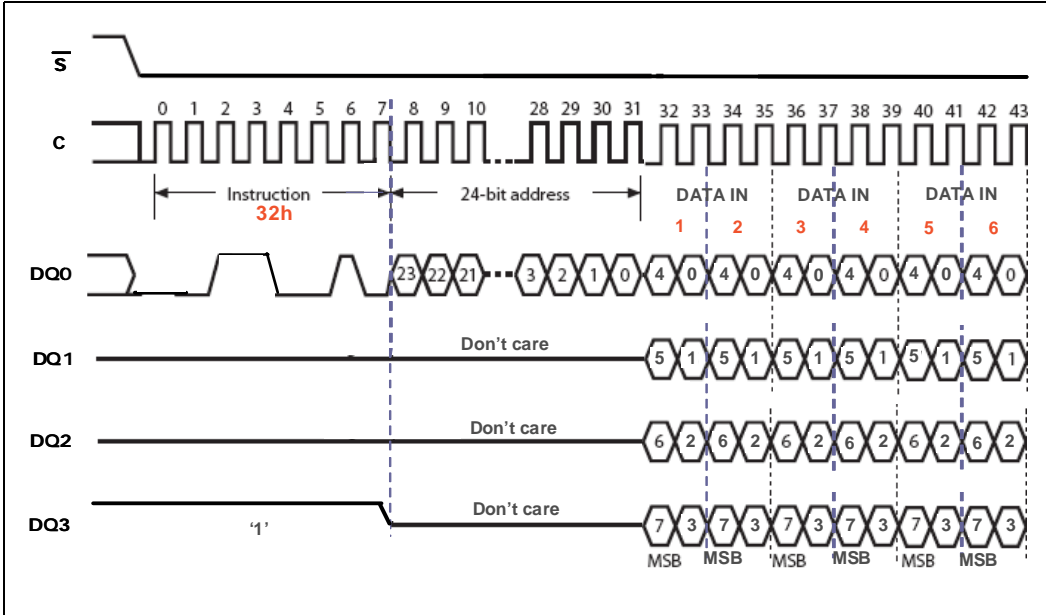 S
0 1 2 3 4 5 6 7 8 9 10 28 29 30 31 32 33 34 35 36 37 38 39 40 41 42 43
C
Instruction 24-bit address DATA IN DATA IN DATA IN
32h 1 2 3 4 5 6
DQ0 23 22 21 3 2 1 0 4 0 4 0 4 0 4 0 4 0 4 0
DQ1 Don't care 5 1 5 1 5 1 5 1 5 1 5 1
DQ2 Don't care 6 2 6 2 6 2 6 2 6 2 6 2
DQ3 '1' Don't care 7 3 7 3 7 3 7 3 7 3 7 3
MSB MSB MSB MSB MSB MSB